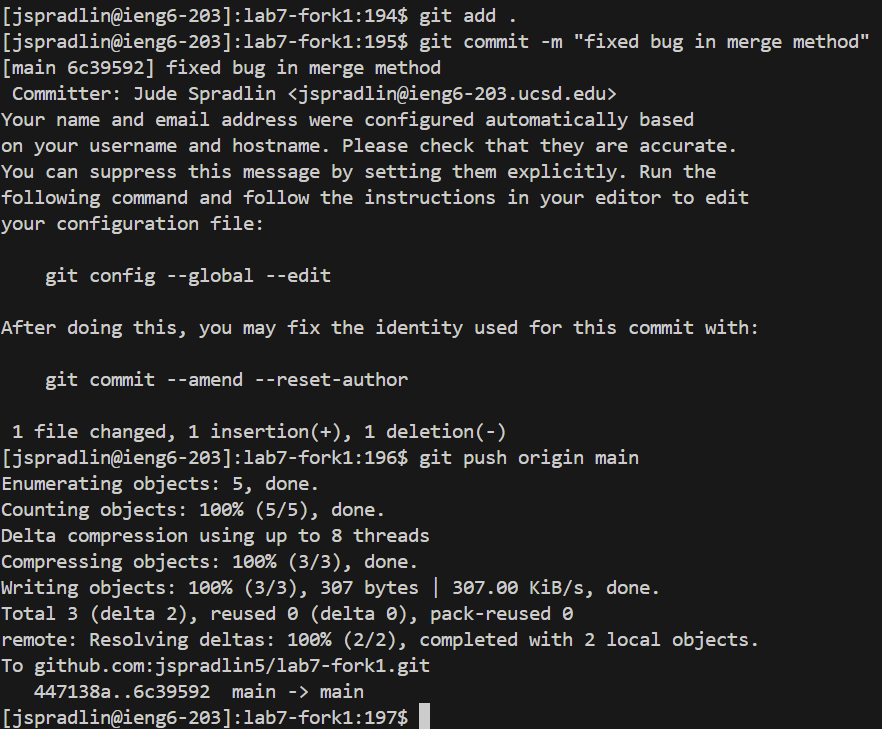 [jspradlin@ieng6-203]:lab7-fork1:194$ git add .
[jspradlin@ieng6-203]:lab7-fork1:195$ git commit -m "fixed bug in merge method"
[main 6c39592] fixed bug in merge method
 Committer: Jude Spradlin <jspradlin@ieng6-203.ucsd.edu>
Your name and email address were configured automatically based
on your username and hostname. Please check that they are accurate.
You can suppress this message by setting them explicitly. Run the
following command and follow the instructions in your editor to edit
your configuration file:

    git config --global --edit

After doing this, you may fix the identity used for this commit with:

    git commit --amend --reset-author

 1 file changed, 1 insertion(+), 1 deletion(-)
[jspradlin@ieng6-203]:lab7-fork1:196$ git push origin main
Enumerating objects: 5, done.
Counting objects: 100% (5/5), done.
Delta compression using up to 8 threads
Compressing objects: 100% (3/3), done.
Writing objects: 100% (3/3), 307 bytes | 307.00 KiB/s, done.
Total 3 (delta 2), reused 0 (delta 0), pack-reused 0
remote: Resolving deltas: 100% (2/2), completed with 2 local objects.
To github.com:jspradlin5/lab7-fork1.git
   447138a..6c39592  main -> main
[jspradlin@ieng6-203]:lab7-fork1:197$